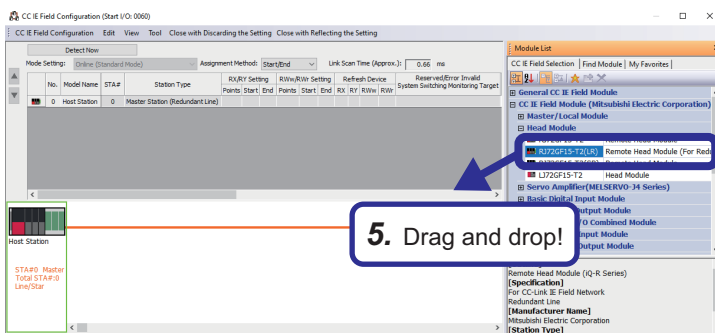 CC IE Field Configuration (Start I/O: 0060)
CC IE Field Configuration Edit View Tool Close with Discarding the Setting Close with Reflecting the Setting
Detect Now
Mode Setting: Online (Standard Mode) Assignment Method: Start/End Link Scan Time (Approx.): 0.66 ms
No. Model Name STA# Station Type RX/RY Setting RWw/RWr Setting Refresh Device Reserved/Error Invalid
Points Start End Points Start End RX RY RWw RWr System Switching Monitoring Target
0 Host Station 0 Master Station (Redundant Line)
Host Station
STA#0 Master
Total STA#:0
Line/Star
5. Drag and drop!
Module List
CC IE Field Selection Find Module My Favorites
General CC IE Field Module
CC IE Field Module (Mitsubishi Electric Corporation)
Master/Local Module
Head Module
RJ72GF15-T2(LR) Remote Head Module (For Redu
LJ72GF15-T2 Head Module
Servo Amplifier(MELSERVO-J4 Series)
Basic Digital Input Module
utput Module
O Combined Module
nput Module
Output Module
Remote Head Module (iQ-R Series)
[Specification]
For CC-Link IE Field Network
Redundant Line
[Manufacturer Name]
Mitsubishi Electric Corporation
[Station Type]